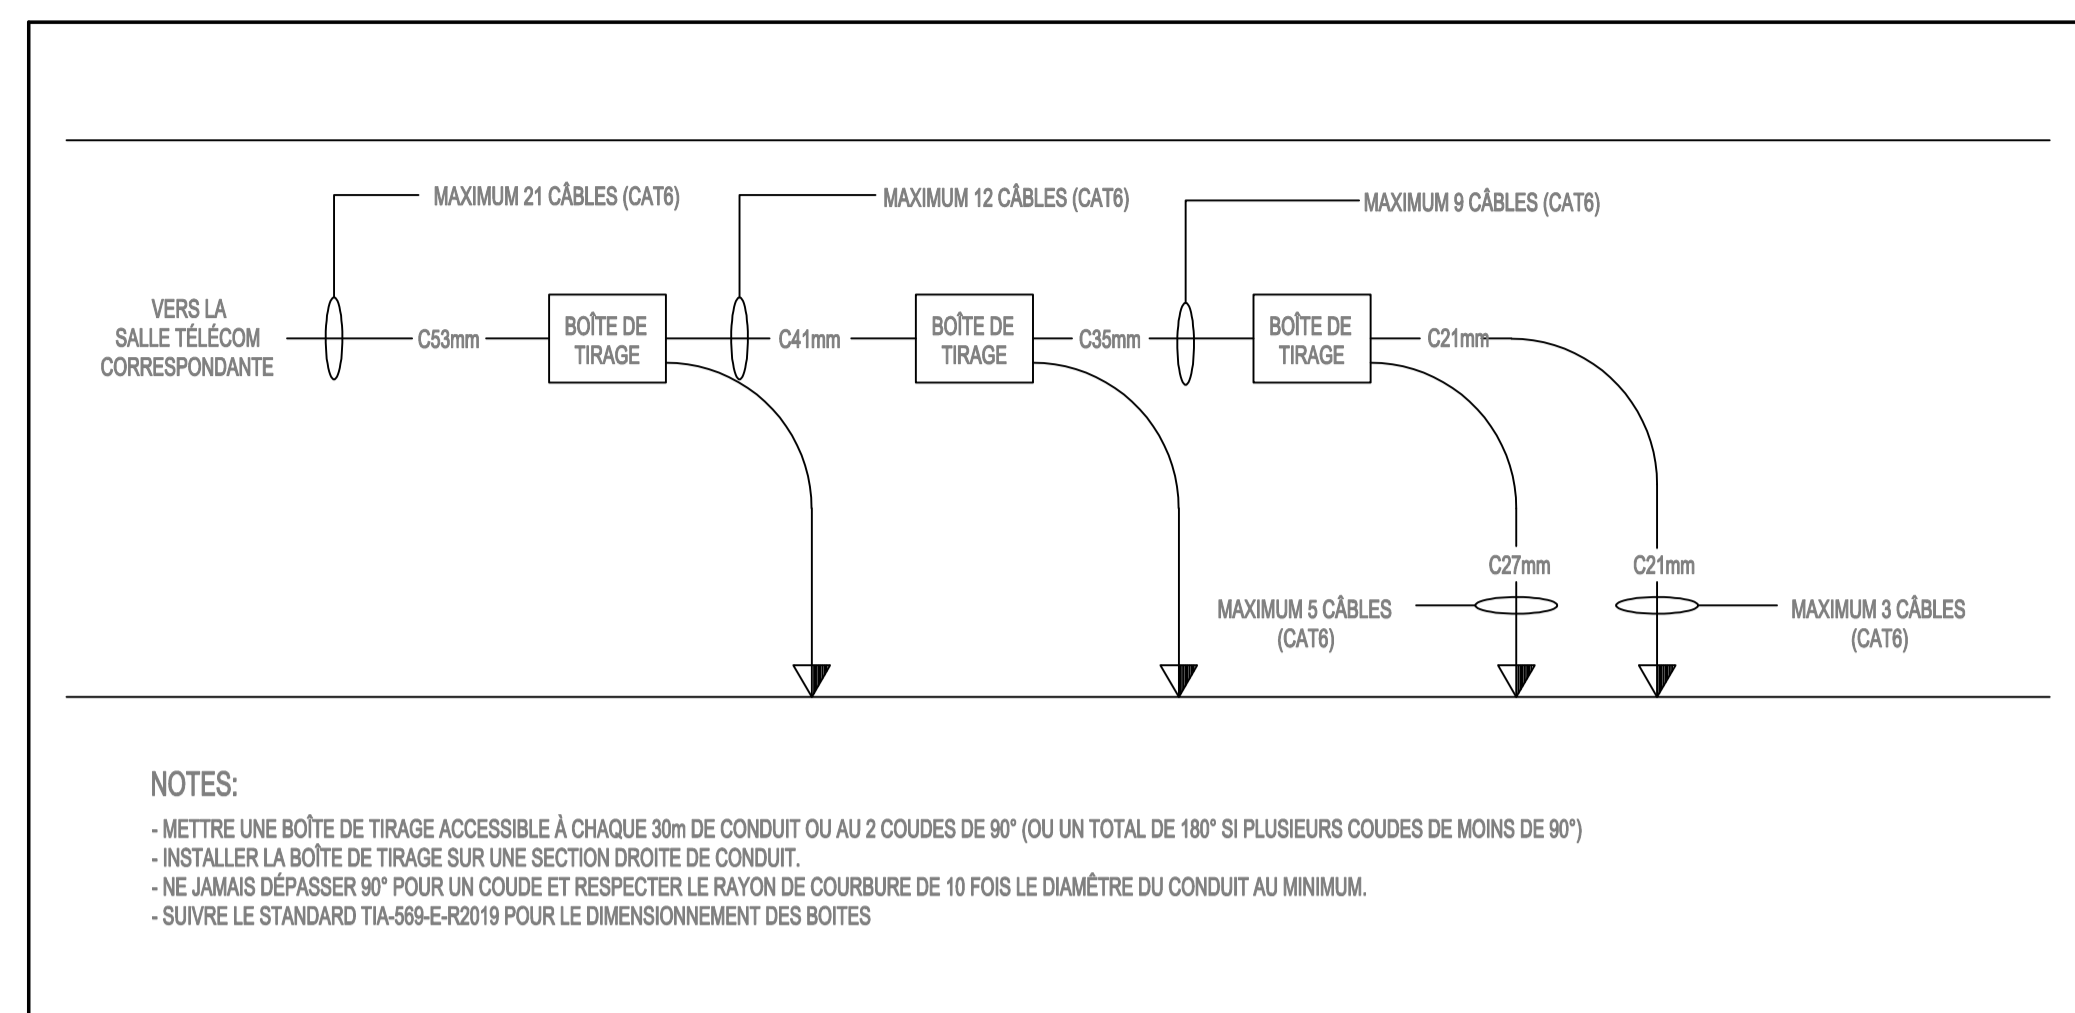 MAXIMUM 21 CÂBLES (CAT6)
MAXIMUM 12 CÂBLES (CAT6)
MAXIMUM 9 CÂBLES (CAT6)
VERS LA
SALLE TÉLÉCOM
CORRESPONDANTE
C53mm
BOÎTE DE
TIRAGE
C41mm
BOÎTE DE
TIRAGE
C35mm
BOÎTE DE
TIRAGE
C21mm
C27mm
C21mm
MAXIMUM 5 CÂBLES
(CAT6)
MAXIMUM 3 CÂBLES
(CAT6)
NOTES:
- METTRE UNE BOÎTE DE TIRAGE ACCESSIBLE À CHAQUE 30m DE CONDUIT OU AU 2 COUDES DE 90° (OU UN TOTAL DE 180° SI PLUSIEURS COUDES DE MOINS DE 90°)
- INSTALLER LA BOÎTE DE TIRAGE SUR UNE SECTION DROITE DE CONDUIT.
- NE JAMAIS DÉPASSER 90° POUR UN COUDE ET RESPECTER LE RAYON DE COURBURE DE 10 FOIS LE DIAMÊTRE DU CONDUIT AU MINIMUM.
- SUIVRE LE STANDARD TIA-569-E-R2019 POUR LE DIMENSIONNEMENT DES BOITES